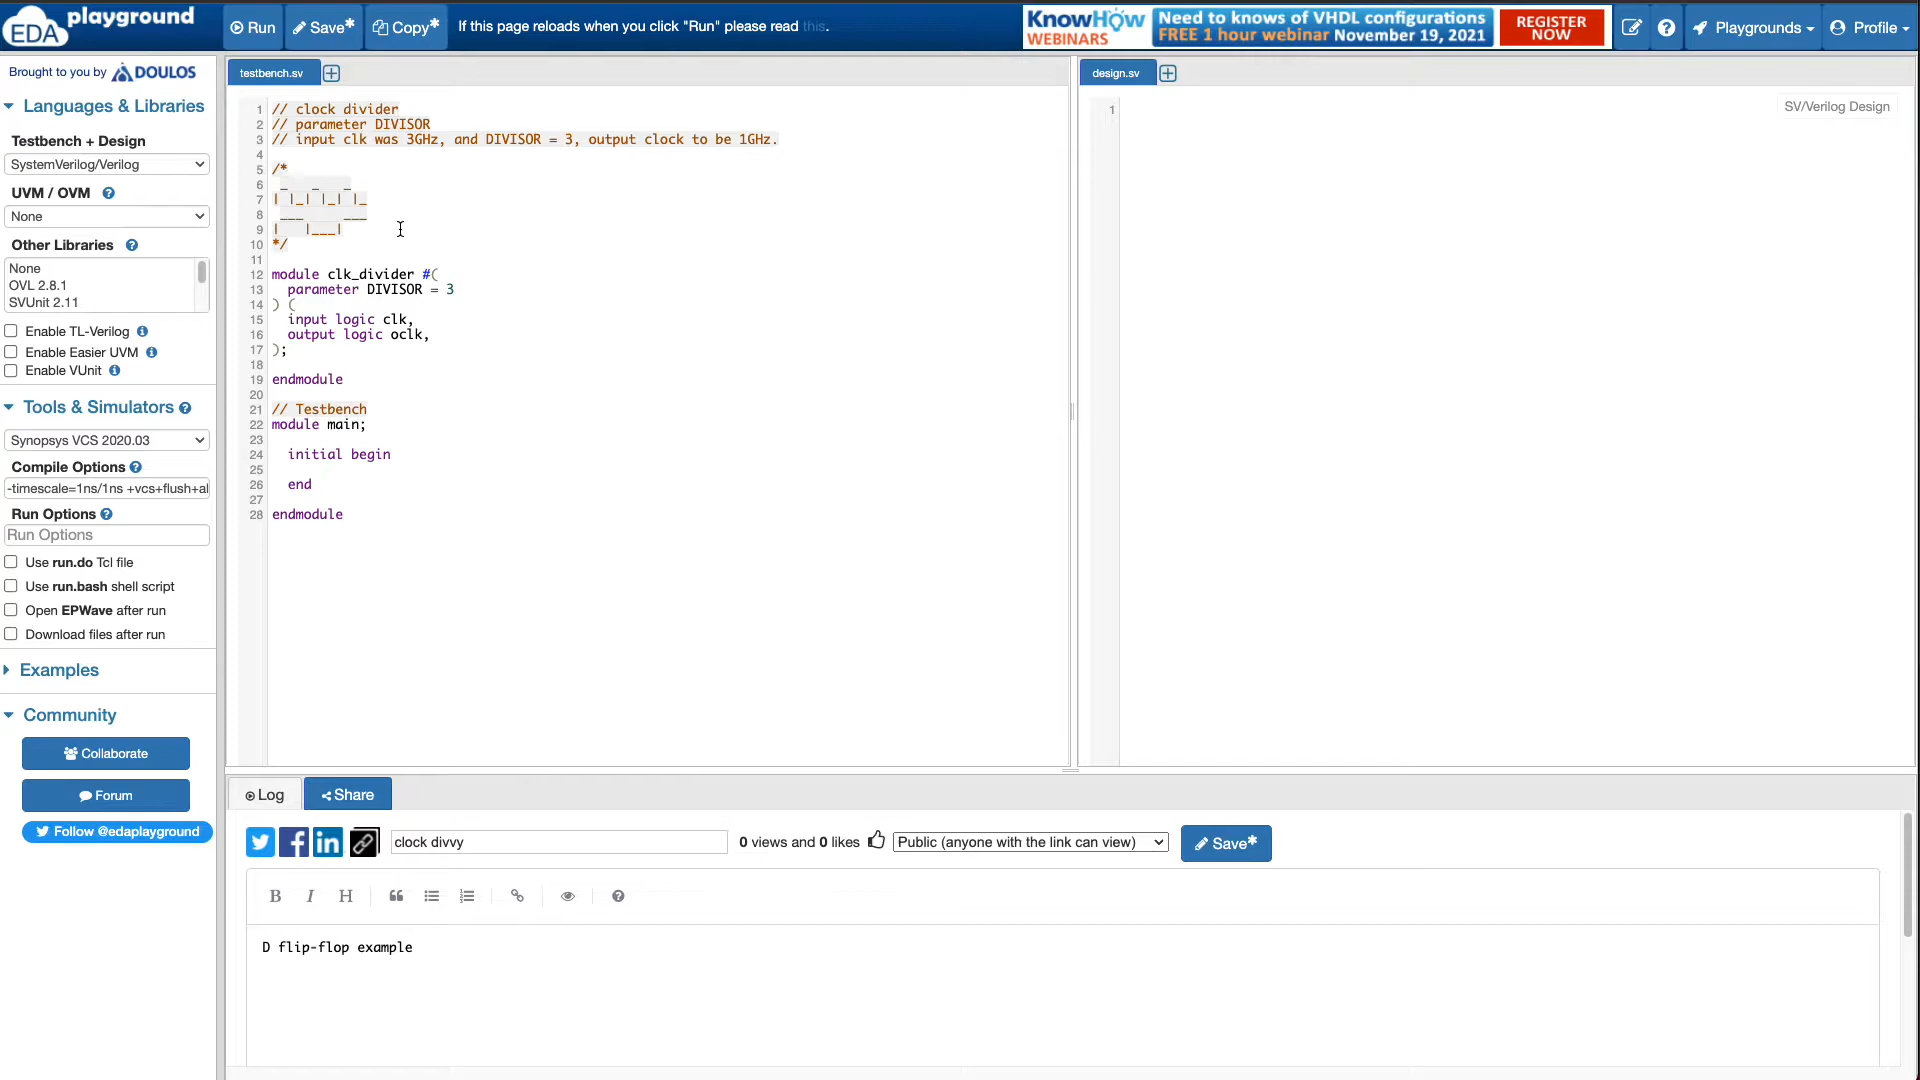 EDA playground
Run
Save*
Copy*
If this page reloads when you click "Run" please read this.
KnowHow WEBINARS
Need to knows of VHDL configurations
FREE 1 hour webinar November 19, 2021
REGISTER NOW
Playgrounds
Profile
Brought to you by DOULOS
Languages & Libraries
Testbench + Design
SystemVerilog/Verilog
UVM / OVM
None
Other Libraries
None
OVL 2.8.1
SVUnit 2.11
Enable TL-Verilog
Enable Easier UVM
Enable VUnit
Tools & Simulators
Synopsys VCS 2020.03
Compile Options
-timescale=1ns/1ns +vcs+flush+al
Run Options
Run Options
Use run.do Tcl file
Use run.bash shell script
Open EPWave after run
Download files after run
Examples
Community
Collaborate
Forum
Follow @edaplayground
testbench.sv
1 // clock divider
2 // parameter DIVISOR
3 // input clk was 3GHz, and DIVISOR = 3, output clock to be 1GHz.
4
5 /*
6  _   _   _
7 | |_| |_| |_
8  ___     ___
9 |   |___|
10 */
11
12 module clk_divider #(
13   parameter DIVISOR = 3
14 ) (
15   input logic clk,
16   output logic oclk,
17 );
18
19 endmodule
20
21 // Testbench
22 module main;
23
24   initial begin
25
26   end
27
28 endmodule
design.sv
1
SV/Verilog Design
Log
Share
clock divvy
0 views and 0 likes
Public (anyone with the link can view)
Save*
B I H
D flip-flop example